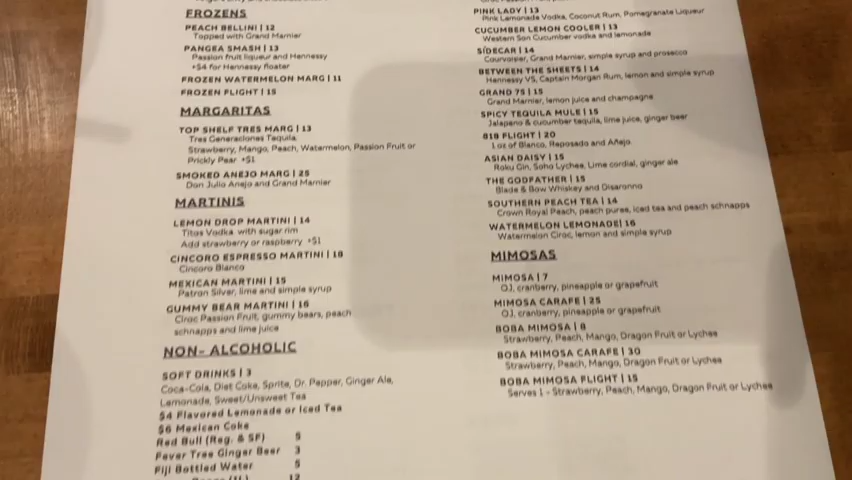 FROZENS
PEACH BELLINI | 12
Topped with Grand Marnier
PANGEA SMASH | 13
Passion fruit liqueur and Hennessy
+$4 for Hennessy floater
FROZEN WATERMELON MARG | 11
FROZEN FLIGHT | 15
MARGARITAS
TOP SHELF TRES MARG | 13
Tres Generaciones Tequila,
Strawberry, Mango, Peach, Watermelon, Passion Fruit or
Prickly Pear +$1
SMOKED ANEJO MARG | 25
Don Julio Anejo and Grand Marnier
MARTINIS
LEMON DROP MARTINI | 14
Titos Vodka with sugar rim
Add strawberry or raspberry +$1
CINCORO ESPRESSO MARTINI | 18
Cincoro Blanco
MEXICAN MARTINI | 15
Patron Silver, lime and simple syrup
GUMMY BEAR MARTINI | 16
Ciroc Passion Fruit, gummy bears, peach
schnapps and lime juice
NON- ALCOHOLIC
SOFT DRINKS | 3
Coca-Cola, Diet Coke, Sprite, Dr. Pepper, Ginger Ale,
Lemonade, Sweet/Unsweet Tea
$4 Flavored Lemonade or Iced Tea
$6 Mexican Coke
Red Bull (Reg. & SF) 5
Fever Tree Ginger Beer 3
Fiji Bottled Water 5
(1L) 12
PINK LADY | 13
Pink Lemonade Vodka, Coconut Rum, Pomegranate Liqueur
CUCUMBER LEMON COOLER | 13
Western Son Cucumber vodka and lemonade
SIDECAR | 14
Courvoisier, Grand Marnier, simple syrup and prosecco
BETWEEN THE SHEETS | 14
Hennessy VS, Captain Morgan Rum, lemon and simple syrup
GRAND 75 | 15
Grand Marnier, lemon juice and champagne
SPICY TEQUILA MULE | 15
Jalapeno & cucumber tequila, lime juice, ginger beer
818 FLIGHT | 20
1 oz of Blanco, Reposado and Añejo
ASIAN DAISY | 15
Roku Gin, Soho Lychee, Lime cordial, ginger ale
THE GODFATHER | 15
Blade & Bow Whiskey and Disaronno
SOUTHERN PEACH TEA | 14
Crown Royal Peach, peach puree, iced tea and peach schnapps
WATERMELON LEMONADE| 16
Watermelon Ciroc, lemon and simple syrup
MIMOSAS
MIMOSA | 7
OJ, cranberry, pineapple or grapefruit
MIMOSA CARAFE | 25
OJ, cranberry, pineapple or grapefruit
BOBA MIMOSA | 8
Strawberry, Peach, Mango, Dragon Fruit or Lychee
BOBA MIMOSA CARAFE | 30
Strawberry, Peach, Mango, Dragon Fruit or Lychee
BOBA MIMOSA FLIGHT | 15
Serves 1 - Strawberry, Peach, Mango, Dragon Fruit or Lychee